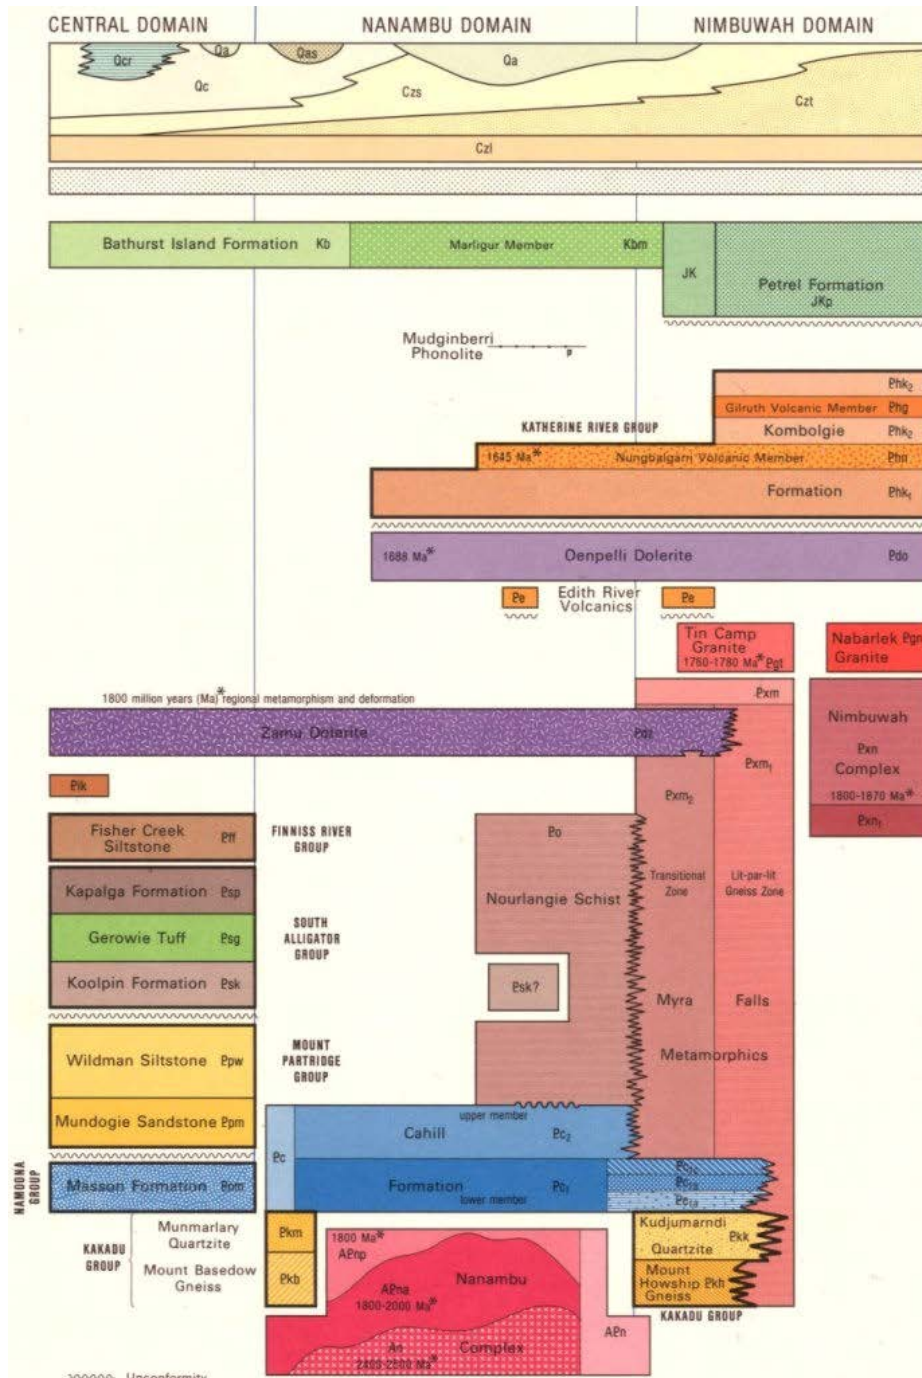 CENTRAL DOMAIN
NANAMBU DOMAIN
NIMBUWAH DOMAIN
Qcr
Qa
Qas
Qa
Qc
Czs
Czt
Czl
Bathurst Island Formation Kb
Marligur Member Kbm
JK
Petrel Formation
JKp
Mudginberri
Phonolite
p
Phk2
Gilruth Volcanic Member Phg
KATHERINE RIVER GROUP
Kombolgie Phk2
1645 Ma* Nungbalgarri Volcanic Member Phn
Formation Phk1
1688 Ma* Oenpelli Dolerite Pdo
Pe
Edith River
Volcanics
Pe
Tin Camp
Granite
1760-1780 Ma* Pgt
Nabarlek Pgn
Granite
1800 million years (Ma)* regional metamorphism and deformation
Pxm
Zamu Dolerite Pdz
Nimbuwah
Pxn
Complex
1800-1870 Ma*
Pxn1
Pxm1
Pxm2
Pik
Fisher Creek
Siltstone Pff
FINNISS RIVER
GROUP
Po
Kapalga Formation Psp
Nourlangie Schist
Transitional
Zone
Lit-par-lit
Gneiss Zone
Gerowie Tuff Psg
SOUTH
ALLIGATOR
GROUP
Koolpin Formation Psk
Psk?
Myra
Falls
Metamorphics
Wildman Siltstone Ppw
MOUNT
PARTRIDGE
GROUP
Mundogie Sandstone Ppm
upper member
Pc
Cahill Pc2
NAMOONA
GROUP
Masson Formation Pom
Formation Pc1
lower member
Munmarlary
Quartzite
KAKADU
GROUP
Mount Basedow
Gneiss
Pkm
Pkb
1800 Ma*
APnp
Nanambu
APna
1800-2000 Ma*
An
Complex
2400-2500 Ma*
APn
Kudjumarndi
Pkk
Quartzite
Mount
Howship Pkh
Gneiss
KAKADU GROUP
Unconformity